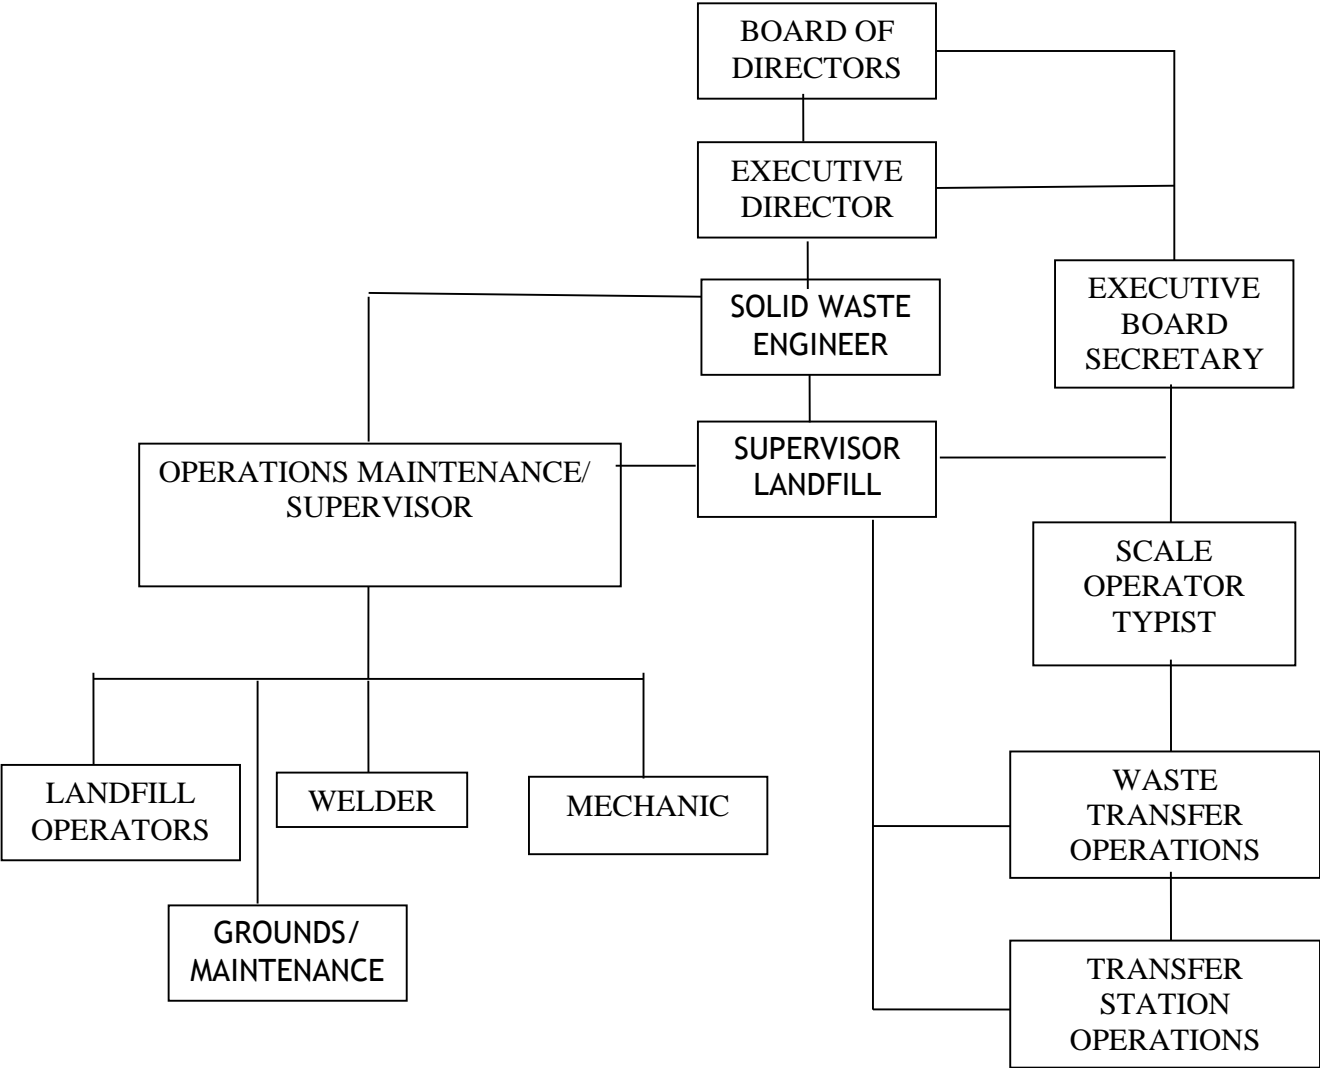 BOARD OF
DIRECTORS
EXECUTIVE
DIRECTOR
SOLID WASTE
ENGINEER
EXECUTIVE
BOARD
SECRETARY
OPERATIONS MAINTENANCE/
SUPERVISOR
SUPERVISOR
LANDFILL
SCALE
OPERATOR
TYPIST
LANDFILL
OPERATORS
WELDER
MECHANIC
WASTE
TRANSFER
OPERATIONS
GROUNDS/
MAINTENANCE
TRANSFER
STATION
OPERATIONS